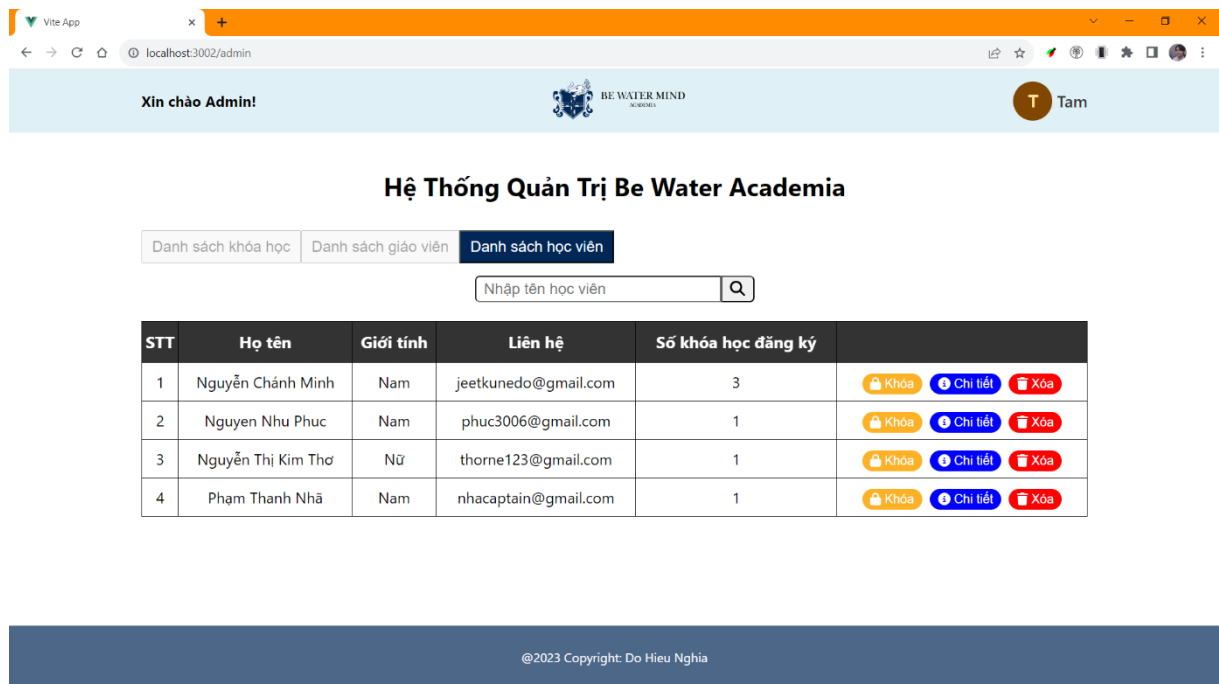 Vite App
localhost:3002/admin
Xin chào Admin!
BE WATER MIND
ACADEMIA
T Tam
Hệ Thống Quản Trị Be Water Academia
Danh sách khóa học Danh sách giáo viên Danh sách học viên
Nhập tên học viên
STT Họ tên Giới tính Liên hệ Số khóa học đăng ký
1 Nguyễn Chánh Minh Nam jeetkunedo@gmail.com 3 Khóa Chi tiết Xóa
2 Nguyen Nhu Phuc Nam phuc3006@gmail.com 1 Khóa Chi tiết Xóa
3 Nguyễn Thị Kim Thơ Nữ thorne123@gmail.com 1 Khóa Chi tiết Xóa
4 Phạm Thanh Nhã Nam nhacaptain@gmail.com 1 Khóa Chi tiết Xóa
@2023 Copyright: Do Hieu Nghia